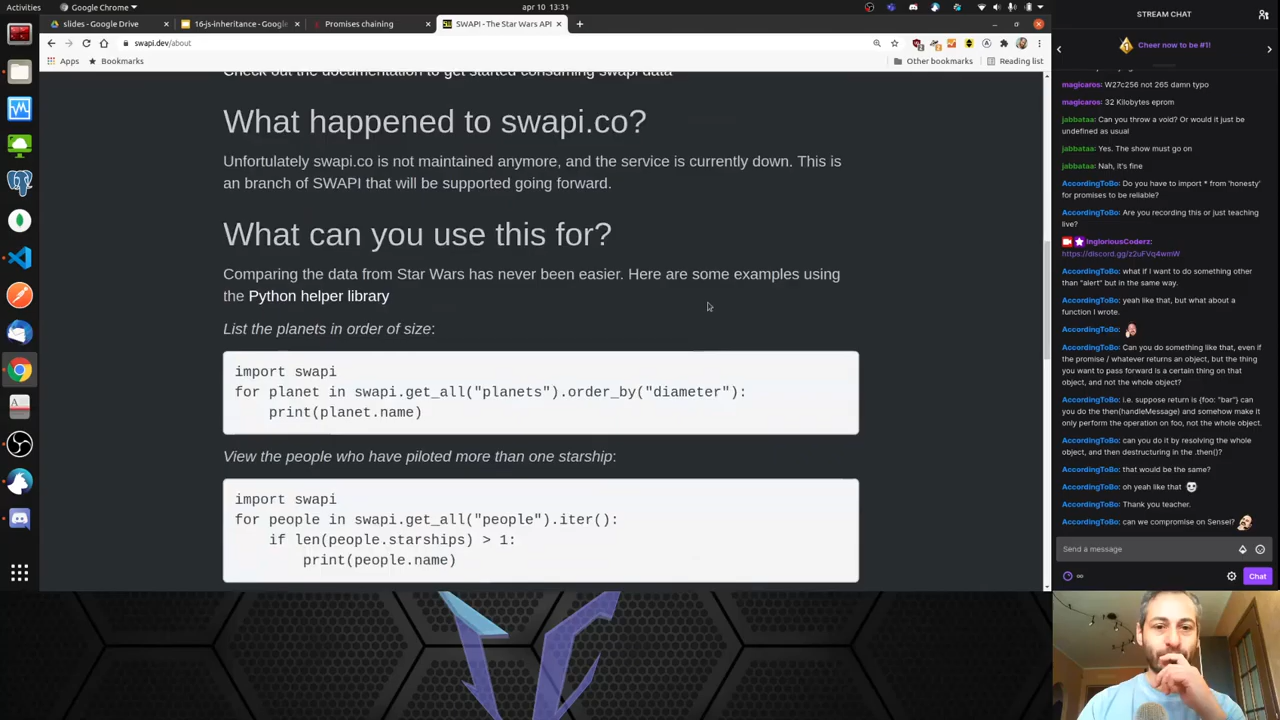 Activities
Google Chrome
apr 10 13:31
slides - Google Drive
16-js-inheritance - Google
Promises chaining
SWAPI - The Star Wars API
swapi.dev/about
Apps
Bookmarks
Other bookmarks
Reading list
Check out the documentation to get started consuming swapi data
What happened to swapi.co?
Unfortulately swapi.co is not maintained anymore, and the service is currently down. This is
an branch of SWAPI that will be supported going forward.
What can you use this for?
Comparing the data from Star Wars has never been easier. Here are some examples using
the Python helper library
List the planets in order of size:
import swapi
for planet in swapi.get_all("planets").order_by("diameter"):
print(planet.name)
View the people who have piloted more than one starship:
import swapi
for people in swapi.get_all("people").iter():
if len(people.starships) > 1:
print(people.name)
STREAM CHAT
Cheer now to be #1!
magicaros: W27c256 not 265 damn typo
magicaros: 32 Kilobytes eprom
jabbataa: Can you throw a void? Or would it just be
undefined as usual
jabbataa: Yes. The show must go on
jabbataa: Nah, it's fine
AccordingToBo: Do you have to import * from 'honesty'
for promises to be reliable?
AccordingToBo: Are you recording this or just teaching
live?
IngloriousCoderz:
https://discord.gg/z2uFVq4wmW
AccordingToBo: what if I want to do something other
than "alert" but in the same way.
AccordingToBo: yeah like that, but what about a
function I wrote.
AccordingToBo:
AccordingToBo: Can you do something like that, even if
the promise / whatever returns an object, but the thing
you want to pass forward is a certain thing on that
object, and not the whole object?
AccordingToBo: i.e. suppose return is {foo: "bar"} can
you do the then(handleMessage) and somehow make it
only perform the operation on foo, not the whole object.
AccordingToBo: can you do it by resolving the whole
object, and then destructuring in the .then()?
AccordingToBo: that would be the same?
AccordingToBo: oh yeah like that
AccordingToBo: Thank you teacher.
AccordingToBo: can we compromise on Sensei?
Send a message
Chat